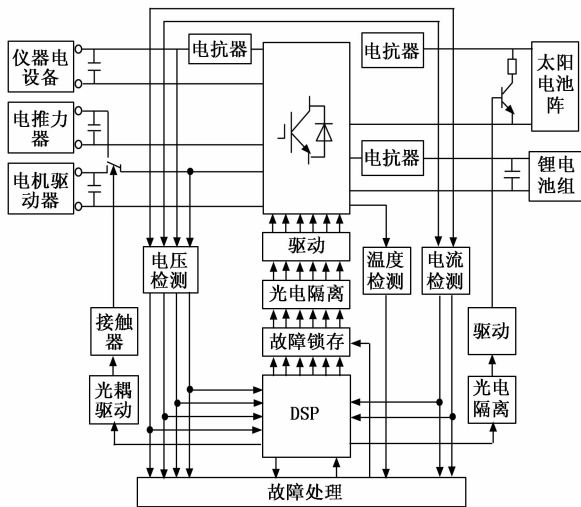 仪器电
设备
电抗器
电抗器
太阳
电池
阵
电推力
器
电机驱
动器
电抗器
锂电
池组
电压
检测
驱动
温度
检测
电流
检测
光电隔离
接触
器
故障锁存
驱动
光耦
驱动
DSP
光电
隔离
故障处理